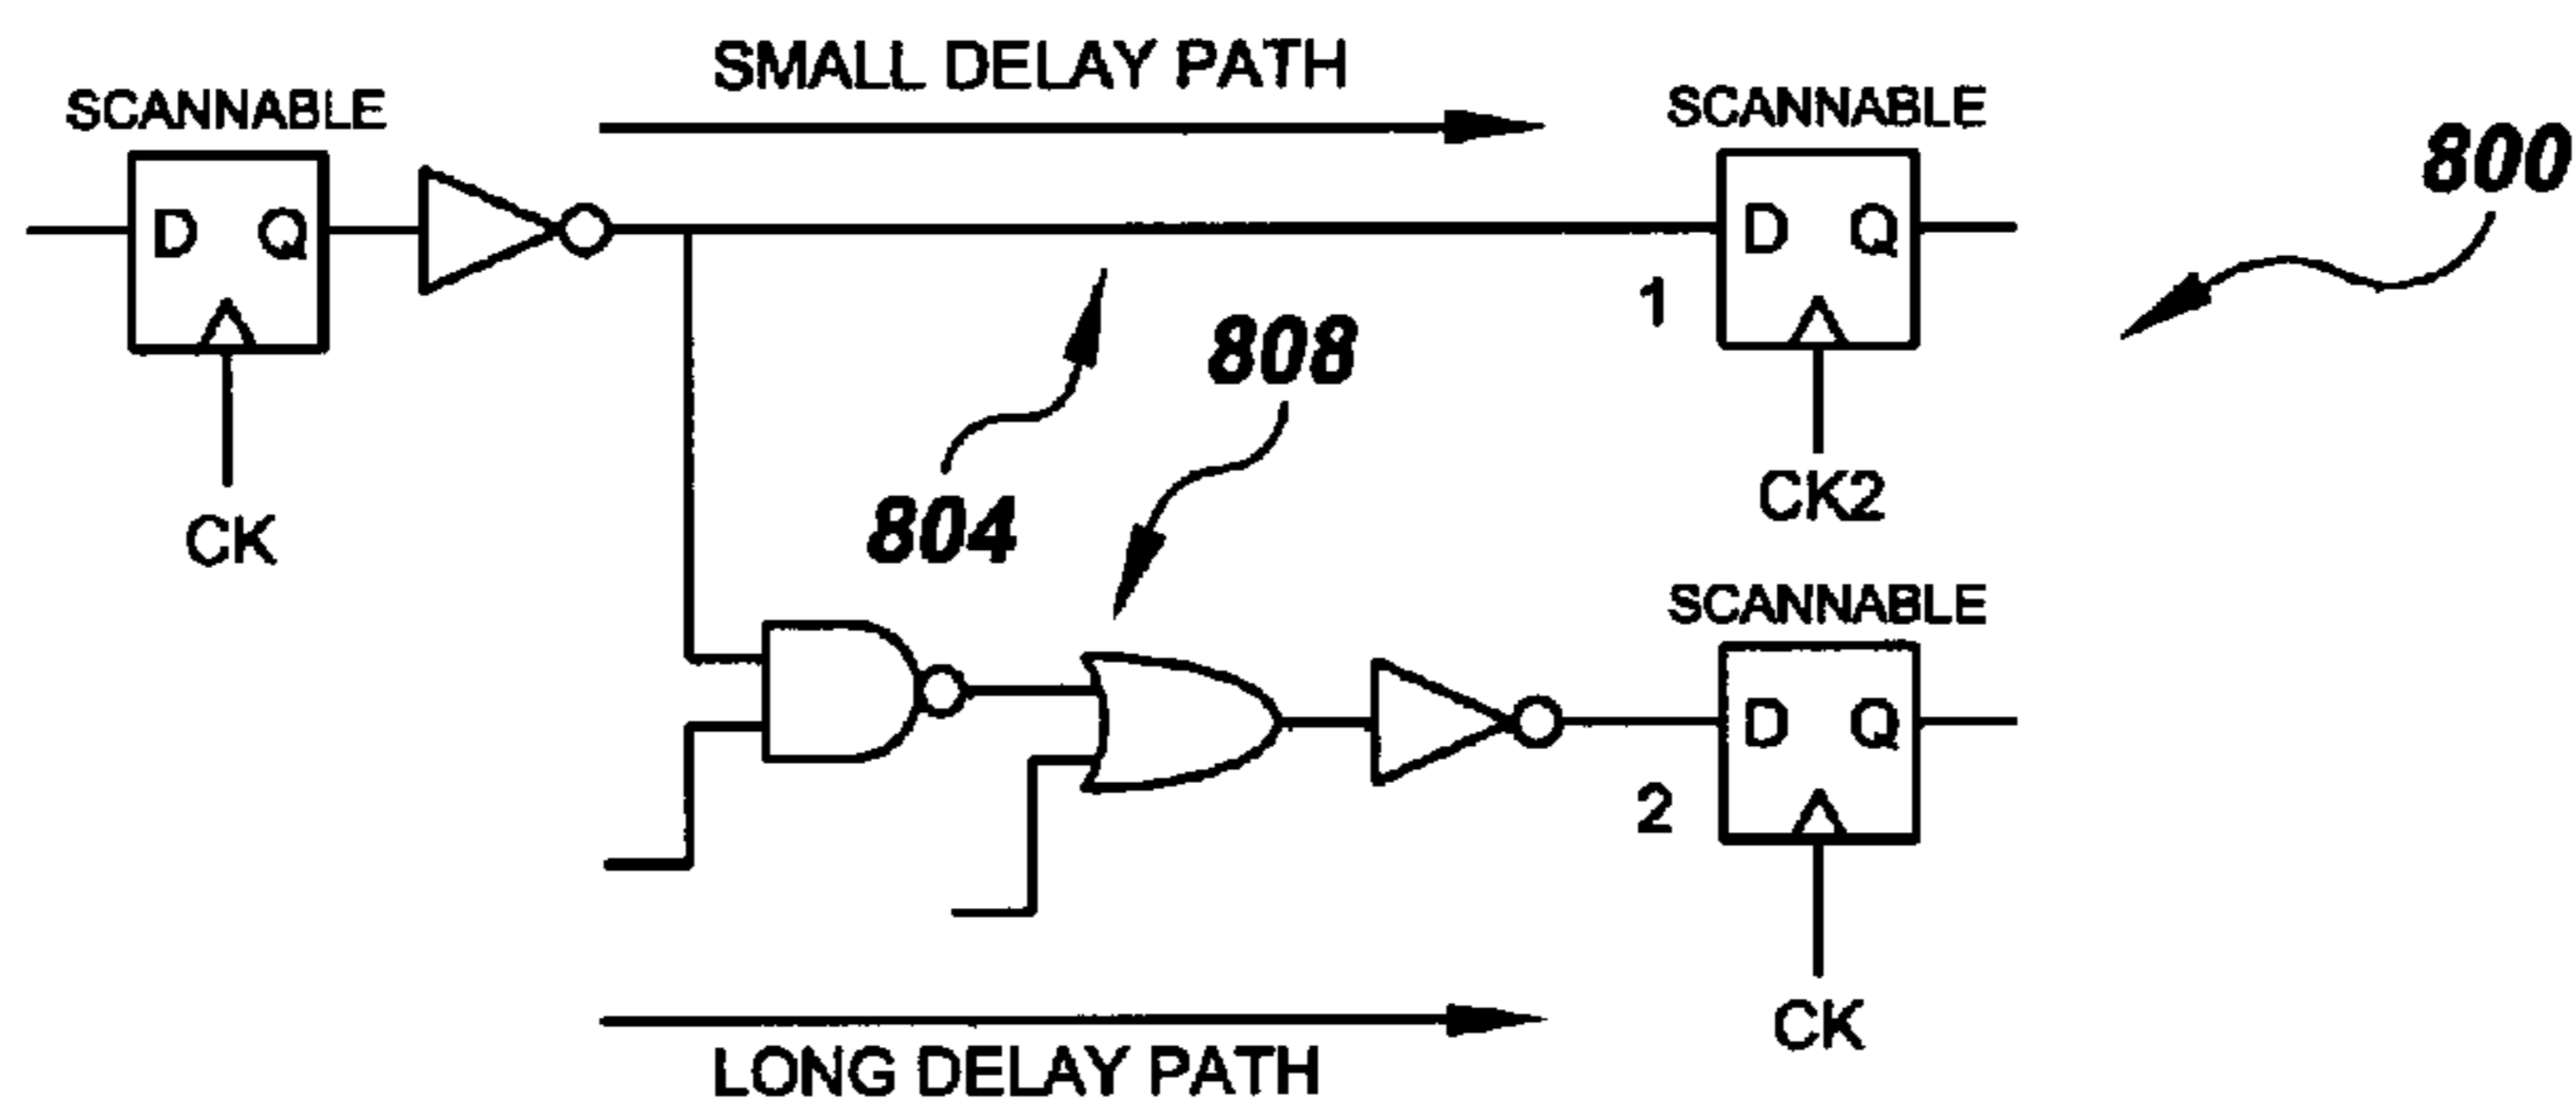 SMALL DELAY PATH
SCANNABLE
SCANNABLE
800
D Q
D Q
1
808
CK
804
CK2
SCANNABLE
D Q
2
CK
LONG DELAY PATH